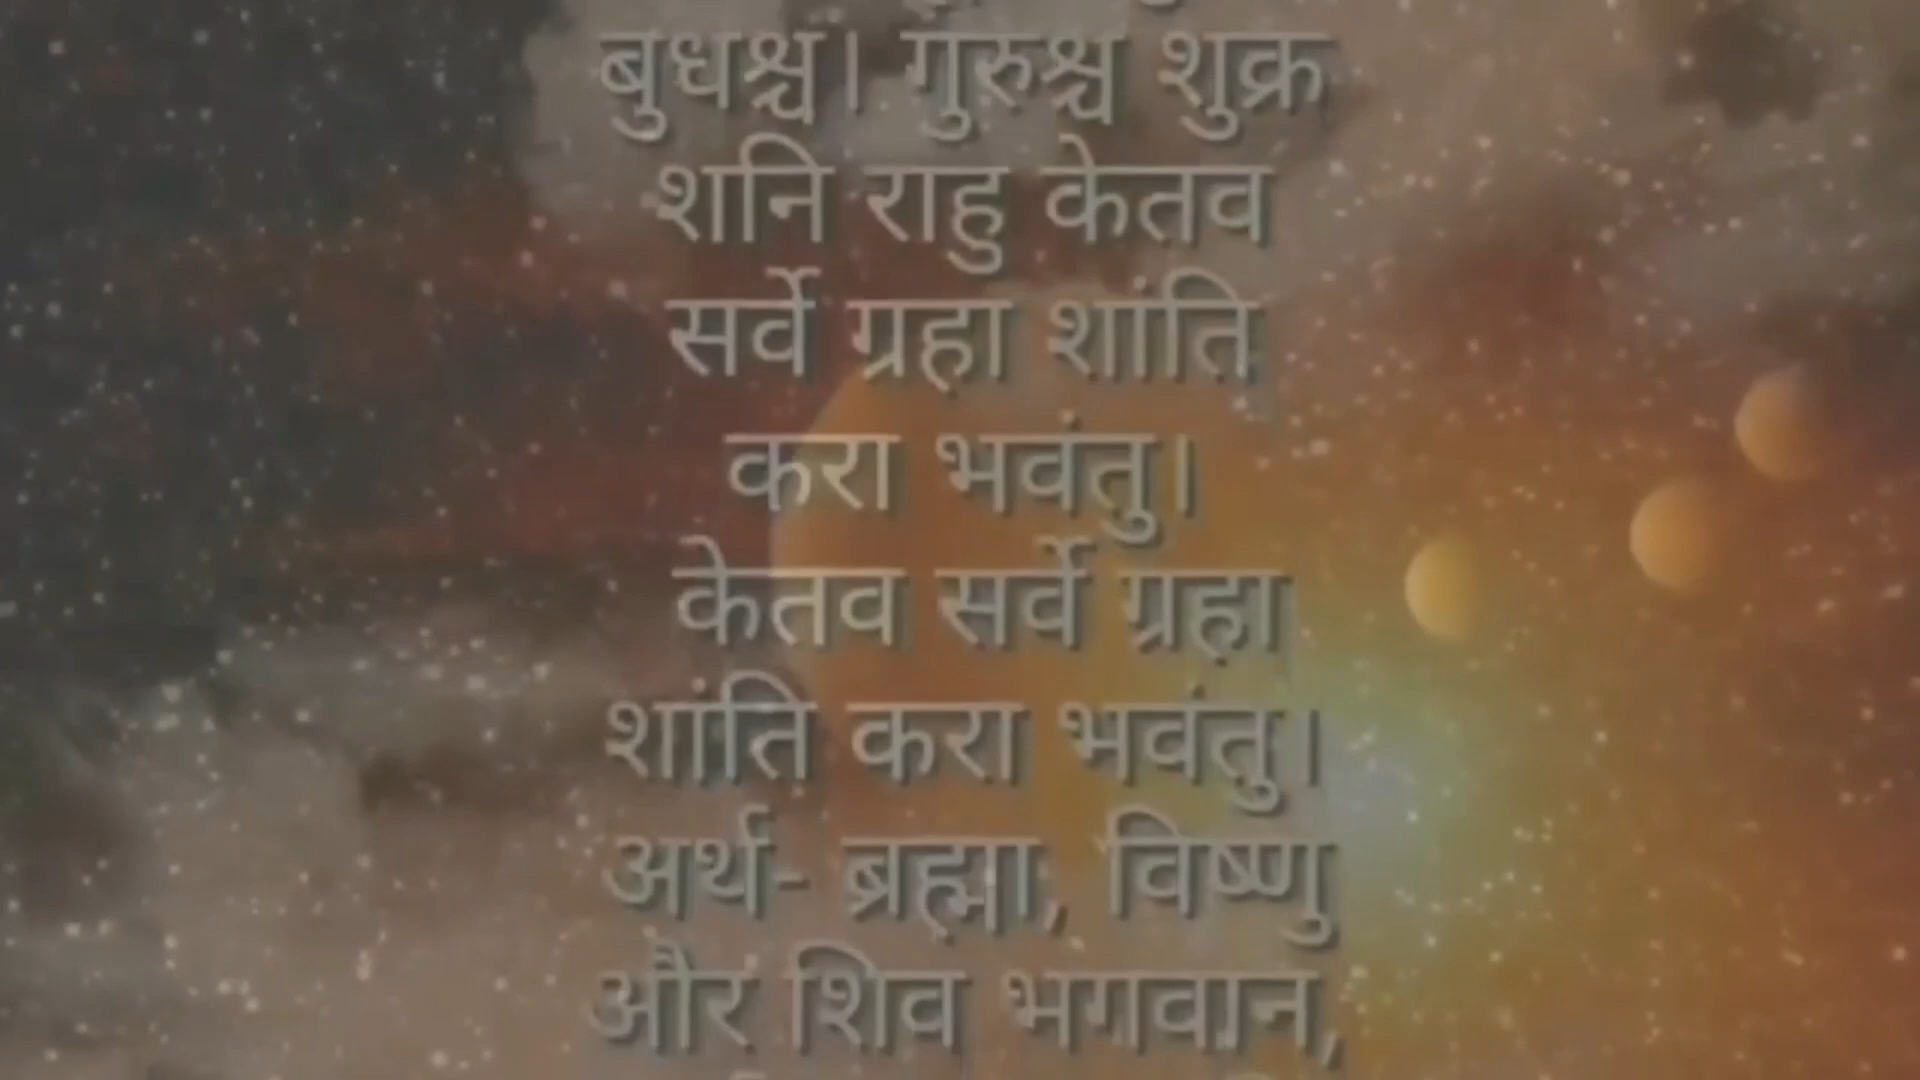 बुधश्च। गुरुश्च शुक्र
शनि राहु केतव
सर्वे ग्रहा शांति
करा भवंतु।
केतव सर्वे ग्रहा
शांति करा भवंतु।
अर्थ- ब्रह्मा, विष्णु
और शिव भगवान,